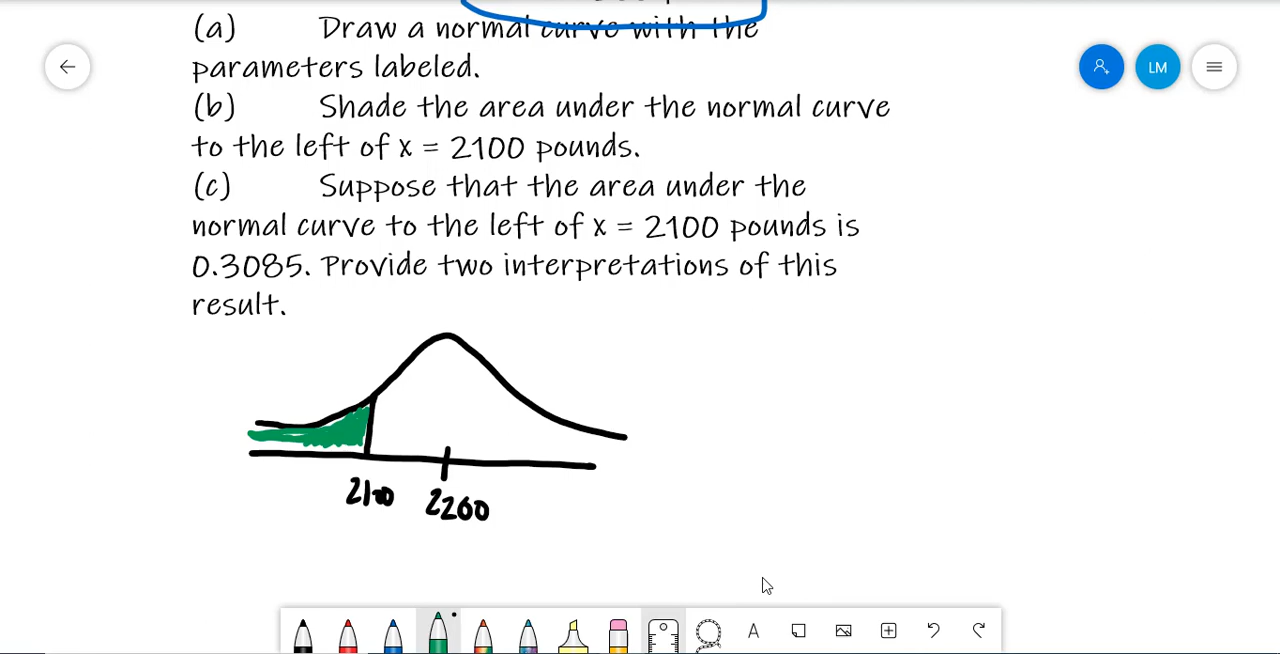 (a) Draw a normal curve with the
parameters labeled.
(b) Shade the area under the normal curve
to the left of x = 2100 pounds.
(c) Suppose that the area under the
normal curve to the left of x = 2100 pounds is
0.3085. Provide two interpretations of this
result.
2100
2200
LM
A